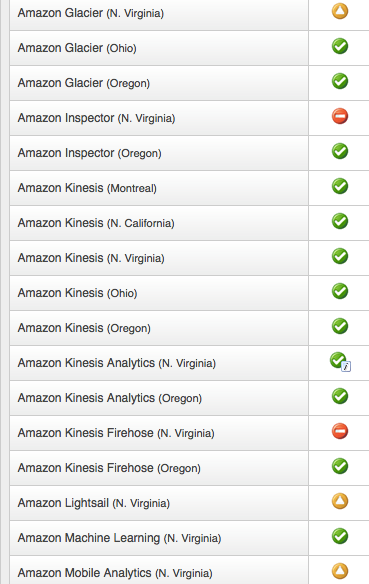 Amazon Glacier (N. Virginia)
Amazon Glacier (Ohio)
Amazon Glacier (Oregon)
Amazon Inspector (N. Virginia)
Amazon Inspector (Oregon)
Amazon Kinesis (Montreal)
Amazon Kinesis (N. California)
Amazon Kinesis (N. Virginia)
Amazon Kinesis (Ohio)
Amazon Kinesis (Oregon)
Amazon Kinesis Analytics (N. Virginia)
i
Amazon Kinesis Analytics (Oregon)
Amazon Kinesis Firehose (N. Virginia)
Amazon Kinesis Firehose (Oregon)
Amazon Lightsail (N. Virginia)
Amazon Machine Learning (N. Virginia)
Amazon Mobile Analytics (N. Virginia)